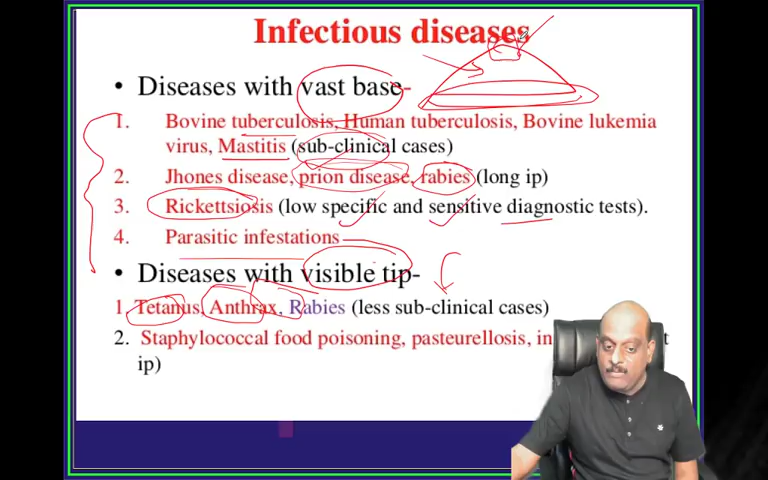 Infectious diseases
• Diseases with vast base-
1. Bovine tuberculosis, Human tuberculosis, Bovine lukemia
virus, Mastitis (sub-clinical cases)
2. Jhones disease, prion disease, rabies (long ip)
3. Rickettsiosis (low specific and sensitive diagnostic tests).
4. Parasitic infestations
• Diseases with visible tip-
1. Tetanus, Anthrax, Rabies (less sub-clinical cases)
2. Staphylococcal food poisoning, pasteurellosis,
ip)